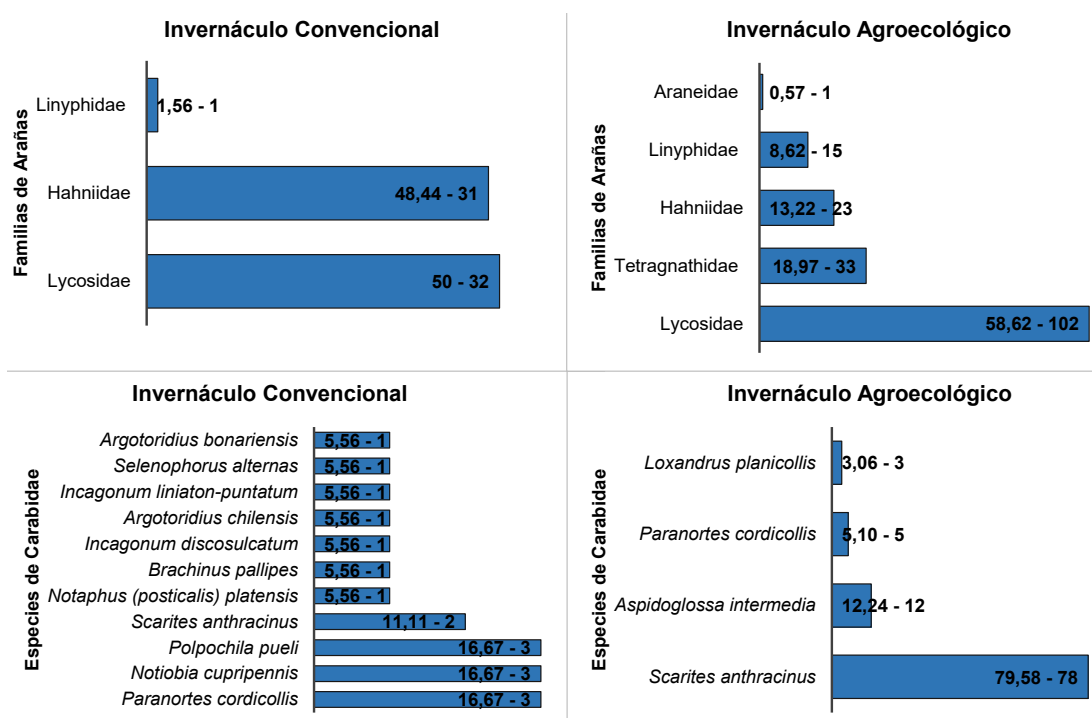 Invernáculo Convencional
Familias de Arañas
Linyphidae 1,56 - 1
Hahniidae 48,44 - 31
Lycosidae 50 - 32
Invernáculo Agroecológico
Familias de Arañas
Araneidae 0,57 - 1
Linyphidae 8,62 - 15
Hahniidae 13,22 - 23
Tetragnathidae 18,97 - 33
Lycosidae 58,62 - 102
Invernáculo Convencional
Especies de Carabidae
Argotoridius bonariensis 5,56 - 1
Selenophorus alternas 5,56 - 1
Incagonum liniaton-puntatum 5,56 - 1
Argotoridius chilensis 5,56 - 1
Incagonum discosulcatum 5,56 - 1
Brachinus pallipes 5,56 - 1
Notaphus (posticalis) platensis 5,56 - 1
Scarites anthracinus 11,11 - 2
Polpochila pueli 16,67 - 3
Notiobia cupripennis 16,67 - 3
Paranortes cordicollis 16,67 - 3
Invernáculo Agroecológico
Especies de Carabidae
Loxandrus planicollis 3,06 - 3
Paranortes cordicollis 5,10 - 5
Aspidoglossa intermedia 12,24 - 12
Scarites anthracinus 79,58 - 78